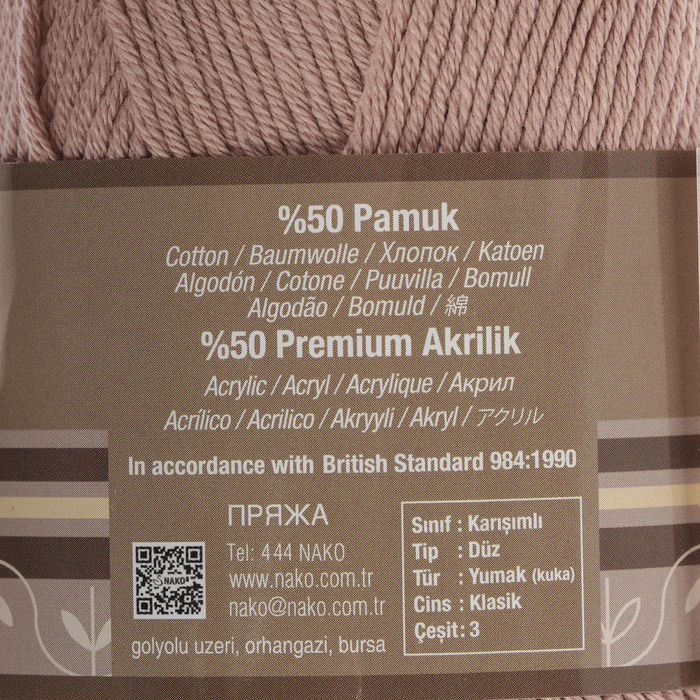 %50 Pamuk
Cotton / Baumwolle / Хлопок / Katoen
Algodón / Cotone / Puuvilla / Bomull
Algodão / Bomuld / 綿
%50 Premium Akrilik
Acrylic / Acryl / Acrylique / Акрил
Acrílico / Acrilico / Akryyli / Akryl / アクリル
In accordance with British Standard 984:1990
ПРЯЖА
Tel: 444 NAKO
www.nako.com.tr
nako@nako.com.tr
NAKO
golyolu uzeri, orhangazi, bursa
Sınıf : Karışımlı
Tip : Düz
Tür : Yumak (kuka)
Cins : Klasik
Çeşit: 3